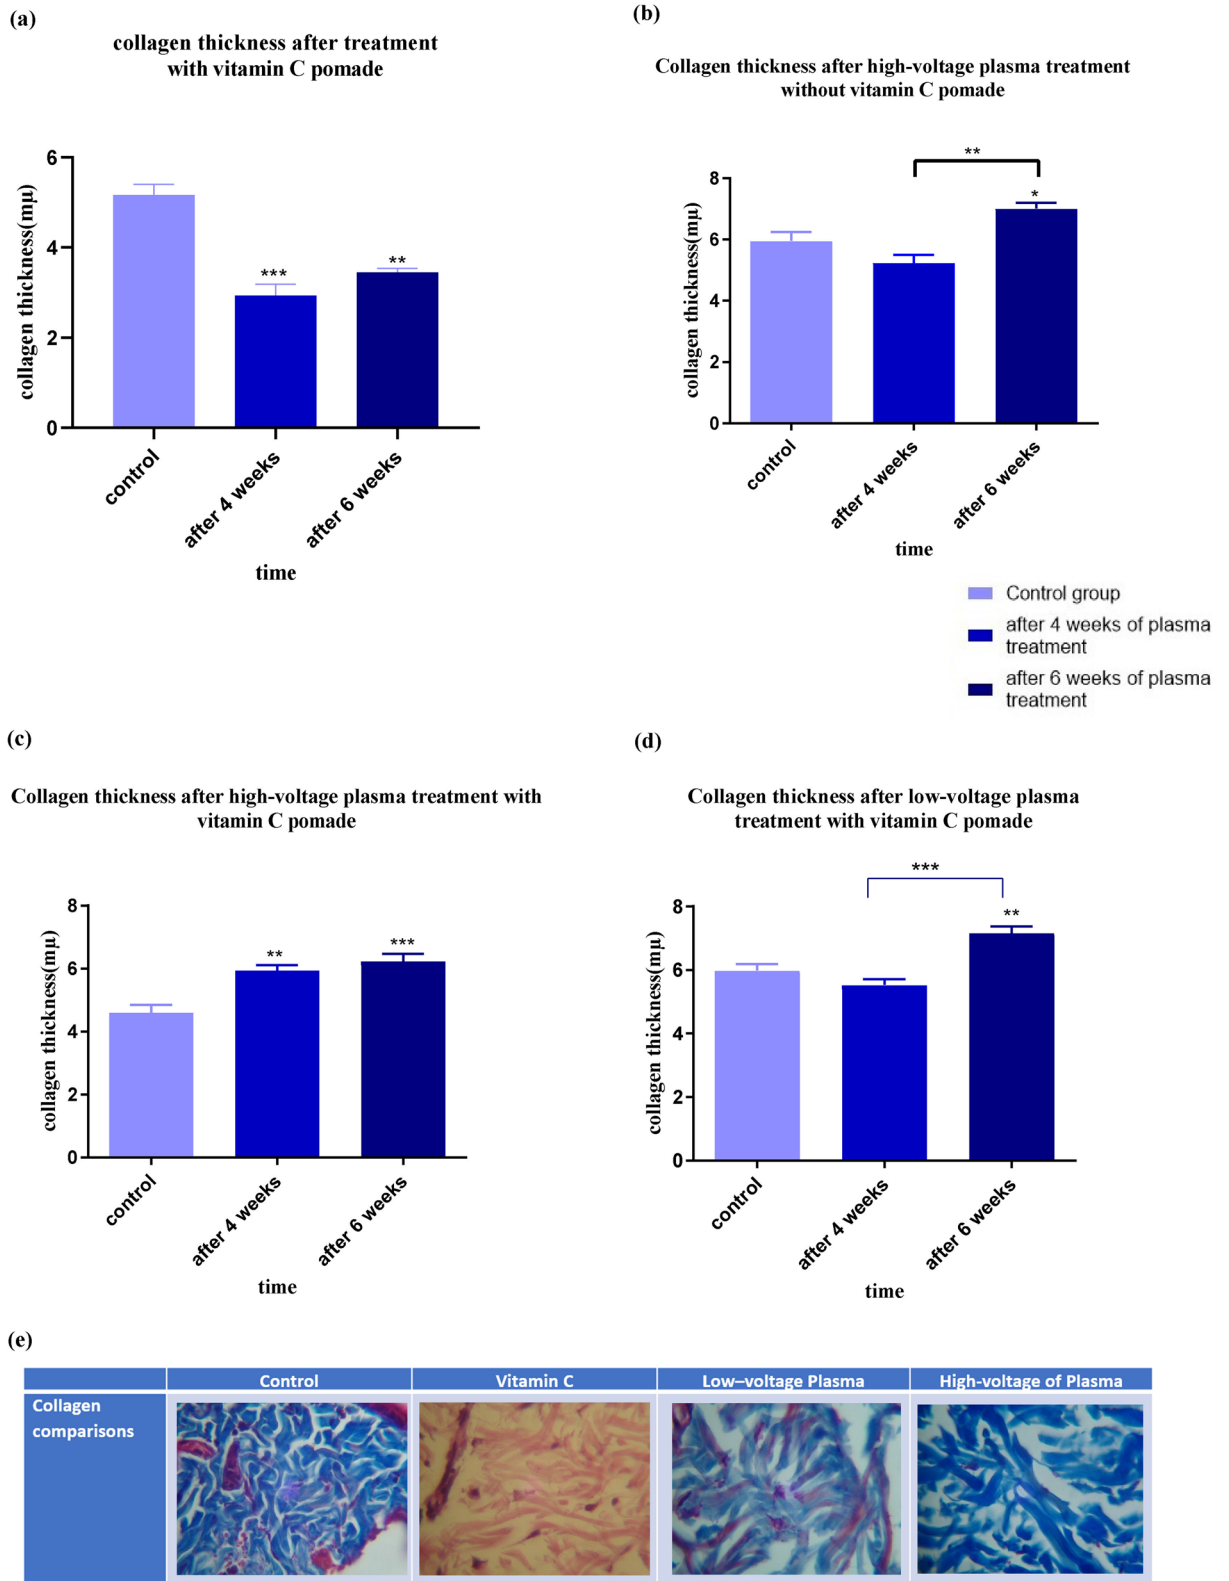 (a)
collagen thickness after treatment
with vitamin C pomade
collagen thickness(mμ)
6
4
2
0
***
**
control
after 4 weeks
after 6 weeks
time
(b)
Collagen thickness after high-voltage plasma treatment
without vitamin C pomade
collagen thickness(mμ)
8
6
4
2
0
**
*
control
after 4 weeks
after 6 weeks
time
Control group
after 4 weeks of plasma
treatment
after 6 weeks of plasma
treatment
(c)
Collagen thickness after high-voltage plasma treatment with
vitamin C pomade
collagen thickness(mμ)
8
6
4
2
0
**
***
control
after 4 weeks
after 6 weeks
time
(d)
Collagen thickness after low-voltage plasma
treatment with vitamin C pomade
collagen thickness(mμ)
8
6
4
2
0
***
**
control
after 4 weeks
after 6 weeks
time
(e)
Control
Vitamin C
Low–voltage Plasma
High-voltage of Plasma
Collagen
comparisons